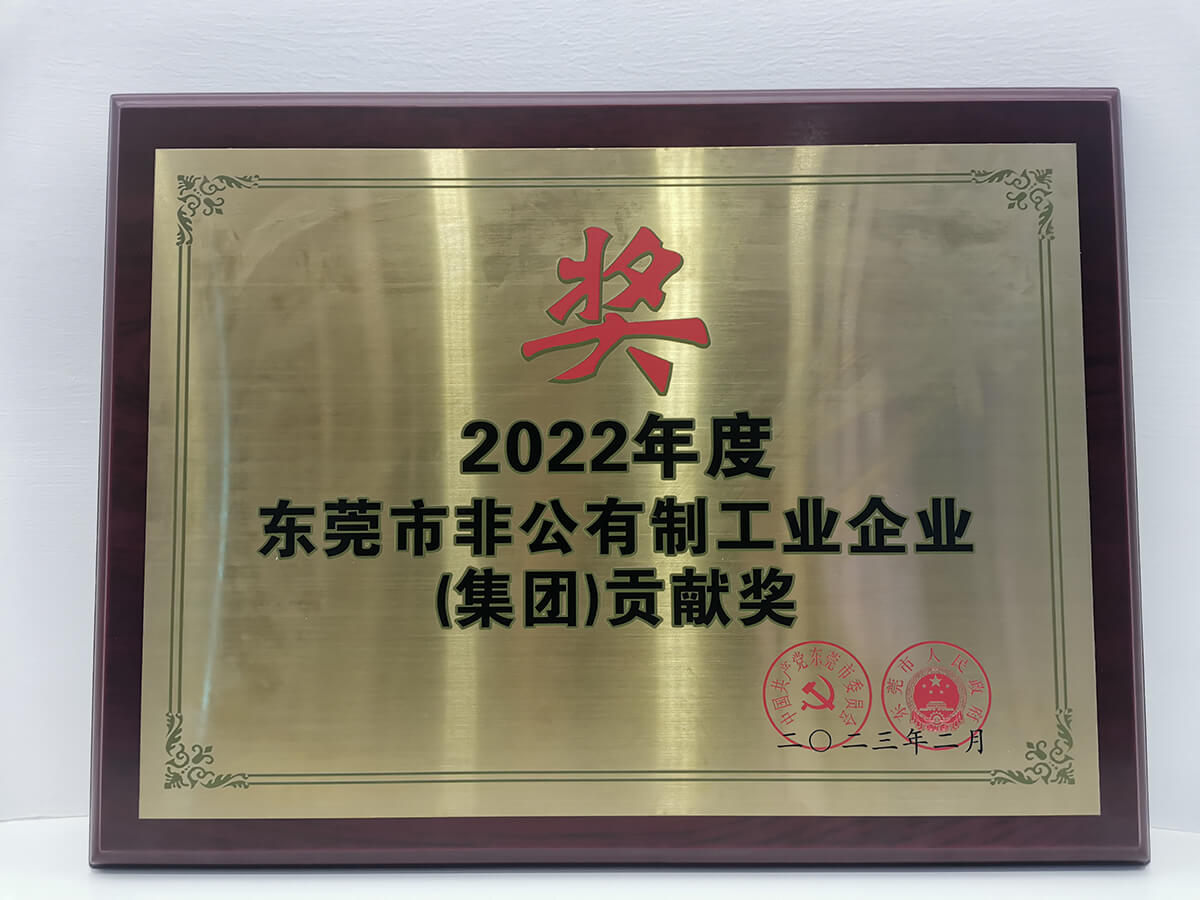 奖
2022年度
东莞市非公有制工业企业
(集团)贡献奖
中国共产党东莞市委员会
东莞市人民政府
二〇二三年二月